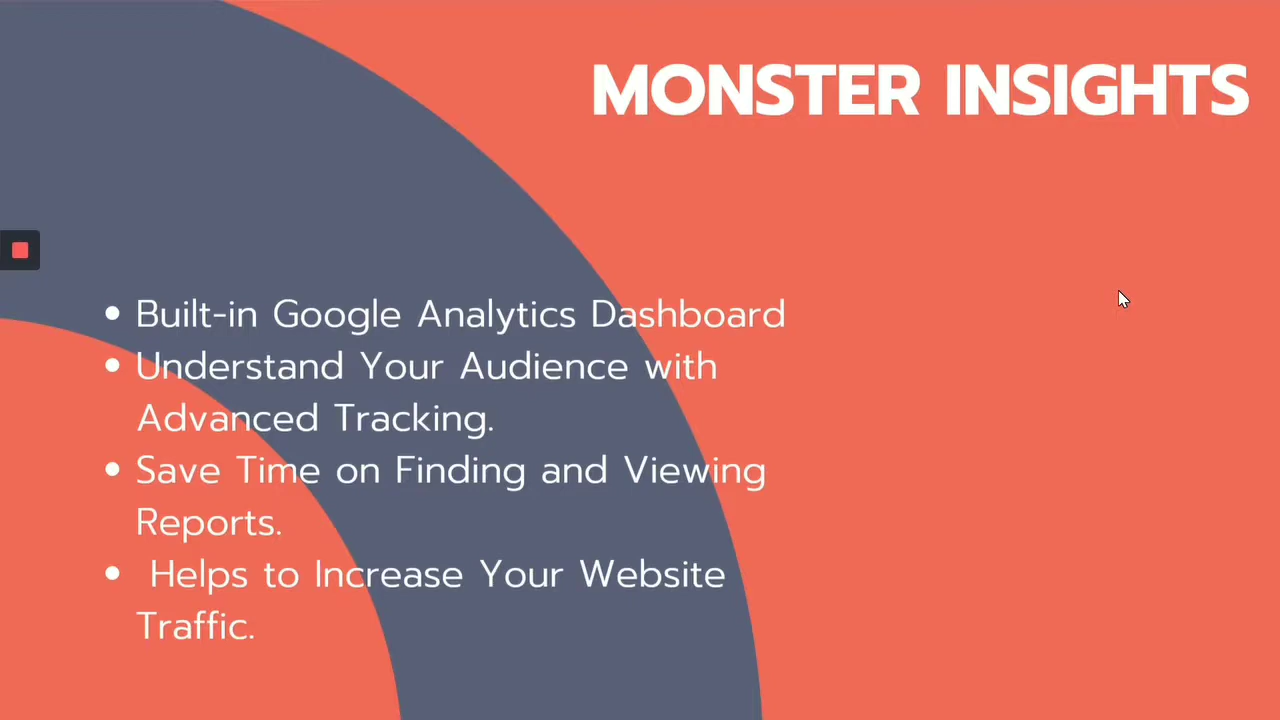 MONSTER INSIGHTS
• Built-in Google Analytics Dashboard
• Understand Your Audience with
Advanced Tracking.
• Save Time on Finding and Viewing
Reports.
• Helps to Increase Your Website
Traffic.